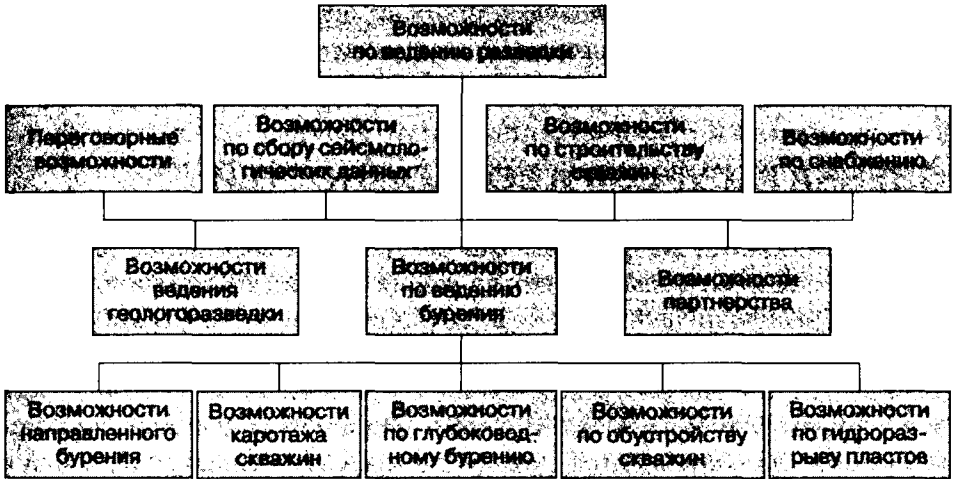 Возможности
по ведению разведки
Переговорные
возможности
Возможности
по сбору сейсмоло-
гических данных
Возможности
по строительству
скважин
Возможности
по снабжению
Возможности
ведения
геологоразведки
Возможности
по ведению
бурения
Возможности
партнерства
Возможности
направленного
бурения
Возможности
каротажа
скважин
Возможности
по глубоковод-
ному бурению
Возможности
по обустройству
скважин
Возможности
по гидрораз-
рыву пластов